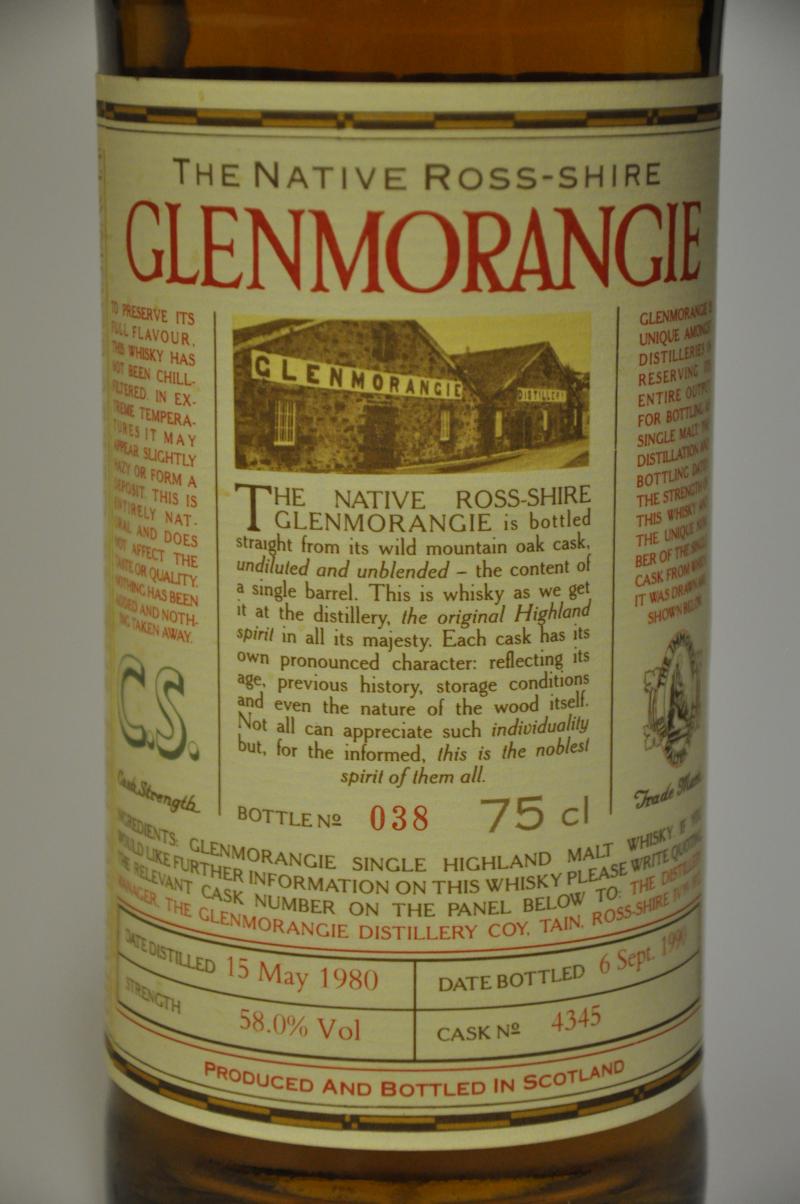 THE NATIVE ROSS-SHIRE
GLENMORANGIE
TO PRESERVE ITS
FULL FLAVOUR,
THIS WHISKY HAS
NOT BEEN CHILL-
FILTERED. IN EX-
TREME TEMPERA-
TURES IT MAY
APPEAR SLIGHTLY
HAZY OR FORM A
DEPOSIT. THIS IS
ENTIRELY NAT-
URAL AND DOES
NOT AFFECT THE
TASTE OR QUALITY.
NOTHING HAS BEEN
ADDED AND NOTH-
ING TAKEN AWAY.
C.S.
Cask Strength
GLENMORANGIE
DISTILLERY
THE NATIVE ROSS-SHIRE
GLENMORANGIE is bottled
straight from its wild mountain oak cask,
undiluted and unblended – the content of
a single barrel. This is whisky as we get
it at the distillery, the original Highland
spirit in all its majesty. Each cask has its
own pronounced character: reflecting its
age, previous history, storage conditions
and even the nature of the wood itself.
Not all can appreciate such individuality
but, for the informed, this is the noblest
spirit of them all.
BOTTLE Nº 038 75 cl
GLENMORANGIE IS
UNIQUE AMONGST
DISTILLERIES IN
RESERVING ITS
ENTIRE OUTPUT
FOR BOTTLING AS
SINGLE MALT. THE
DISTILLATION AND
BOTTLING DATES
THE STRENGTH OF
THIS WHISKY AND
THE UNIQUE NUM-
BER OF THE SINGLE
CASK FROM WHICH
IT WAS DRAWN ARE
SHOWN BELOW.
Trade Mark
INGREDIENTS: GLENMORANGIE SINGLE HIGHLAND MALT WHISKY. IF YOU
WOULD LIKE FURTHER INFORMATION ON THIS WHISKY PLEASE WRITE QUOTING
THE RELEVANT CASK NUMBER ON THE PANEL BELOW TO: THE DISTILLERY
MANAGER, THE GLENMORANGIE DISTILLERY COY, TAIN, ROSS-SHIRE
DATE DISTILLED 15 May 1980
DATE BOTTLED 6 Sept. 1990
STRENGTH 58.0% Vol
CASK Nº 4345
PRODUCED AND BOTTLED IN SCOTLAND